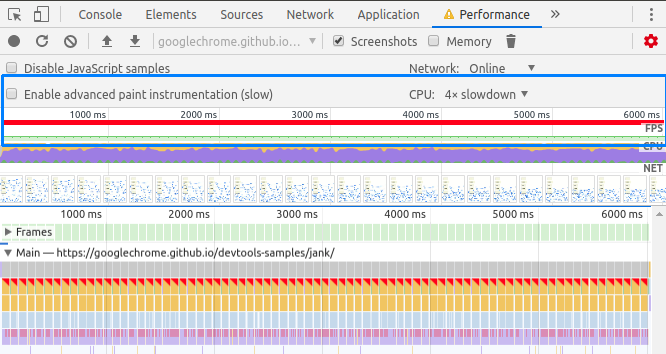 Console Elements Sources Network Application Performance
googlechrome.github.io… Screenshots Memory
Disable JavaScript samples Network: Online
Enable advanced paint instrumentation (slow) CPU: 4× slowdown
1000 ms 2000 ms 3000 ms 4000 ms 5000 ms 6000 ms
FPS
CPU
NET
1000 ms 2000 ms 3000 ms 4000 ms 5000 ms 6000 ms
Frames
Main — https://googlechrome.github.io/devtools-samples/jank/